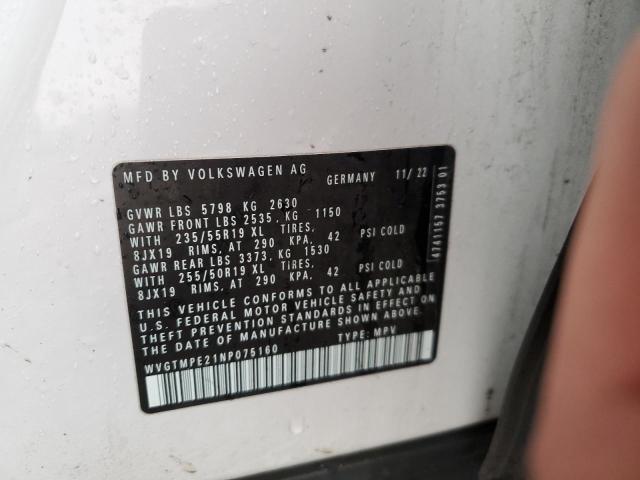 MFD BY VOLKSWAGEN AG GERMANY 11/22
GVWR LBS 5798 KG 2630
GAWR FRONT LBS 2535, KG 1150
WITH 235/55R19 XL TIRES,
8JX19 RIMS, AT 290 KPA, 42 PSI COLD
GAWR REAR LBS 3373, KG 1530
WITH 255/50R19 XL TIRES,
8JX19 RIMS, AT 290 KPA, 42 PSI COLD
THIS VEHICLE CONFORMS TO ALL APPLICABLE
U.S. FEDERAL MOTOR VEHICLE SAFETY AND
THEFT PREVENTION STANDARDS IN EFFECT ON
THE DATE OF MANUFACTURE SHOWN ABOVE.
WVGTMPE21NP075160 TYPE: MPV
4741157 3753 01